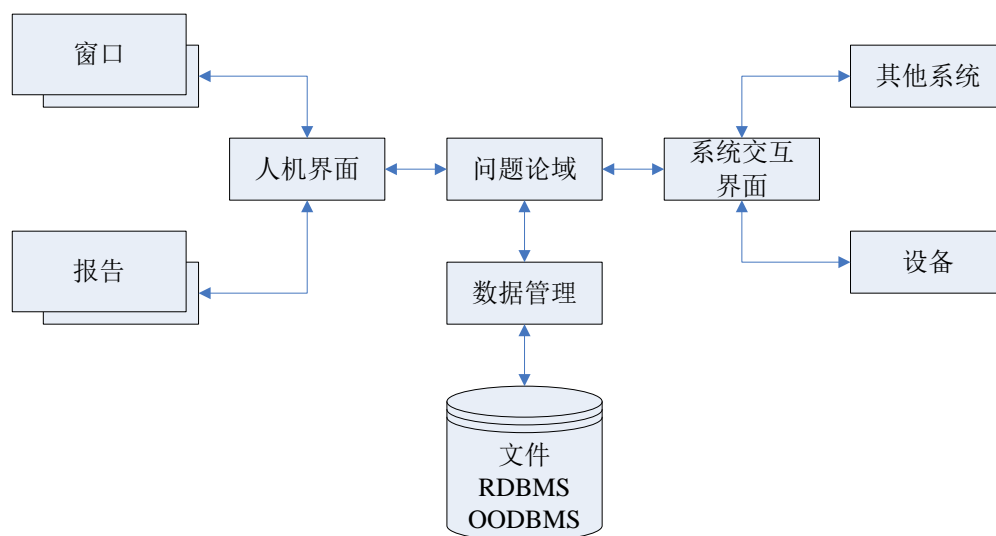 窗口
其他系统
人机界面
问题论域
系统交互
界面
报告
设备
数据管理
文件
RDBMS
OODBMS